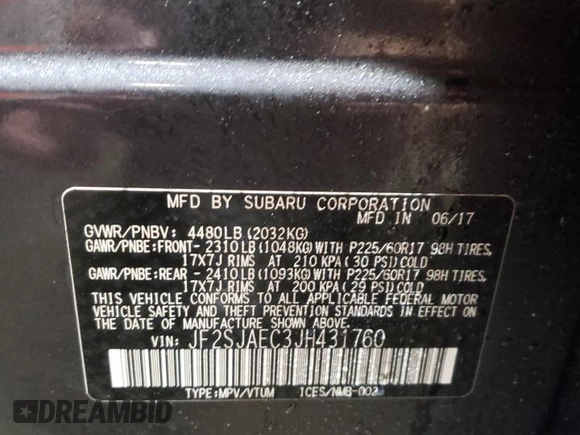 MFD BY SUBARU CORPORATION
MFD IN 06/17
GVWR/PNBV: 4480LB(2032KG)
GAWR/PNBE:FRONT-2310LB(1048KG)WITH P225/60R17 98H TIRES,
17X7J RIMS AT 210 KPA(30 PSI)COLD
GAWR/PNBE:REAR -2410LB(1093KG)WITH P225/60R17 98H TIRES,
17X7J RIMS AT 200 KPA(29 PSI)COLD
THIS VEHICLE CONFORMS TO ALL APPLICABLE FEDERAL MOTOR
VEHICLE SAFETY AND THEFT PREVENTION STANDARDS IN EFFECT
ON THE DATE OF MANUFACTURE SHOWN ABOVE.
VIN: JF2SJAEC3JH431760
TYPE:MPV/VTUM ICES/NMB-002
AUTOBIDMASTER